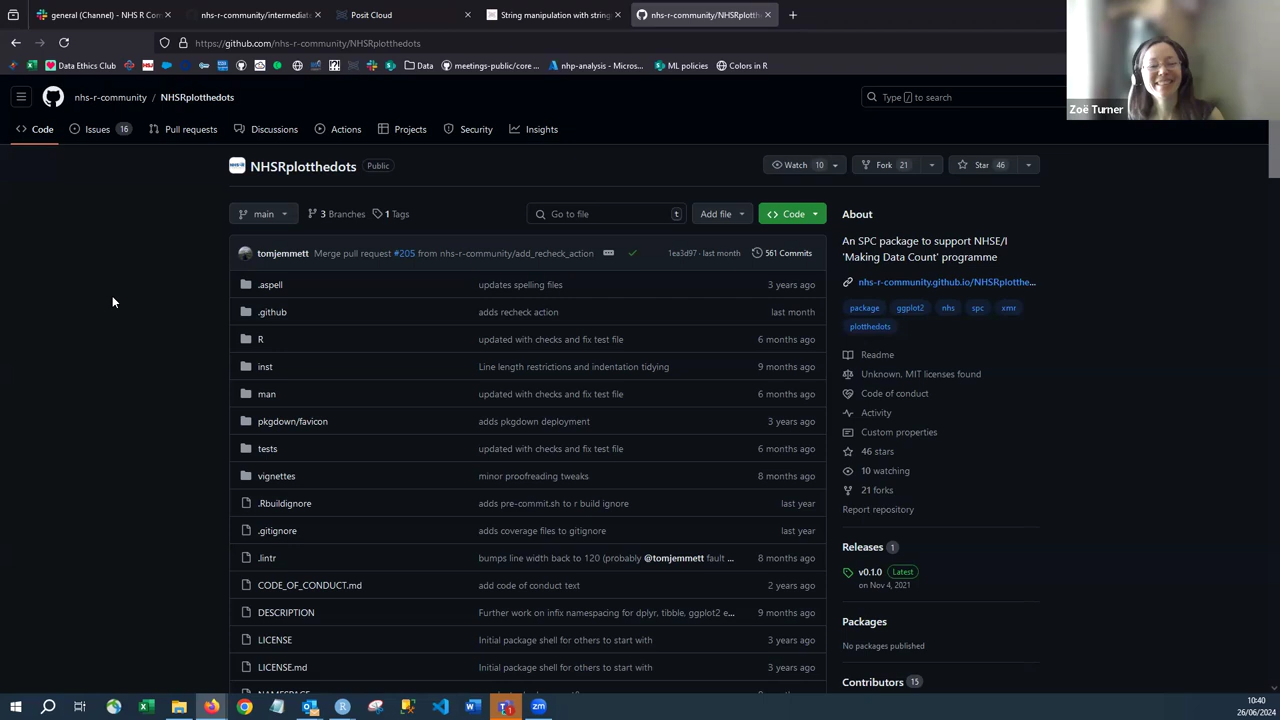 general (Channel) - NHS R Com
nhs-r-community/intermediate
Posit Cloud
String manipulation with string
nhs-r-community/NHSRplotthe
https://github.com/nhs-r-community/NHSRplotthedots
Data Ethics Club
Data
meetings-public/core ...
nhp-analysis - Micros...
ML policies
Colors in R
Zoë Turner
nhs-r-community / NHSRplotthedots
Type / to search
Code
Issues 16
Pull requests
Discussions
Actions
Projects
Security
Insights
NHSRplotthedots Public
Watch 10
Fork 21
Star 46
main
3 Branches
1 Tags
Go to file t
Add file
Code
tomjemmett Merge pull request #205 from nhs-r-community/add_recheck_action 1ea3d97 · last month 561 Commits
.aspell updates spelling files 3 years ago
.github adds recheck action last month
R updated with checks and fix test file 6 months ago
inst Line length restrictions and indentation tidying 9 months ago
man updated with checks and fix test file 6 months ago
pkgdown/favicon adds pkgdown deployment 3 years ago
tests updated with checks and fix test file 6 months ago
vignettes minor proofreading tweaks 8 months ago
.Rbuildignore adds pre-commit.sh to r build ignore last year
.gitignore adds coverage files to gitignore last year
.lintr bumps line width back to 120 (probably @tomjemmett fault ... 8 months ago
CODE_OF_CONDUCT.md add code of conduct text 2 years ago
DESCRIPTION Further work on infix namespacing for dplyr, tibble, ggplot2 e... 9 months ago
LICENSE Initial package shell for others to start with 3 years ago
LICENSE.md Initial package shell for others to start with 3 years ago
About
An SPC package to support NHSE/I
'Making Data Count' programme
nhs-r-community.github.io/NHSRplotthe...
package ggplot2 nhs spc xmr
plotthedots
Readme
Unknown, MIT licenses found
Code of conduct
Activity
Custom properties
46 stars
10 watching
21 forks
Report repository
Releases 1
v0.1.0 Latest
on Nov 4, 2021
Packages
No packages published
Contributors 15
10:40
26/06/2024